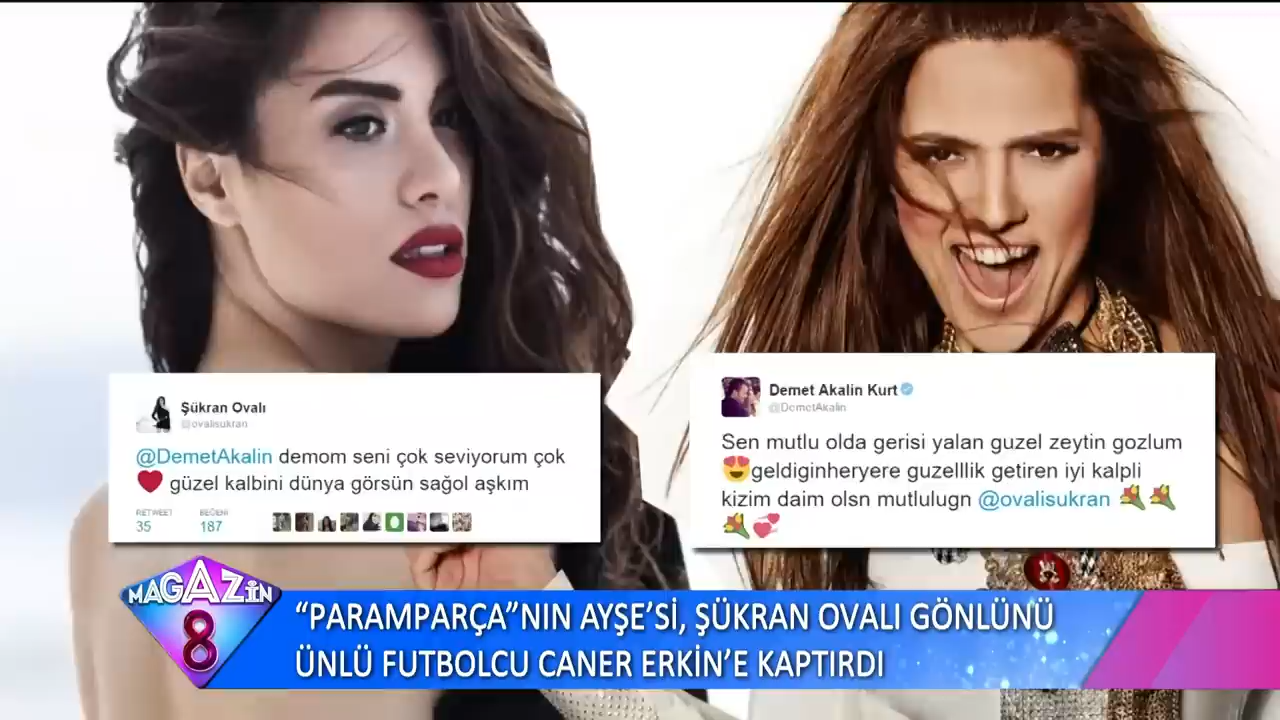 Şükran Ovalı
@ovalisukran
@DemetAkalin demom seni çok seviyorum çok
❤️ güzel kalbini dünya görsün sağol aşkım
RETWEET BEĞENİ
35 187
Demet Akalin Kurt
@DemetAkalin
Sen mutlu olda gerisi yalan guzel zeytin gozlum
😍geldiginheryere guzelllik getiren iyi kalpli
kizim daim olsn mutlulugn @ovalisukran 💐💐
💐💞
MAGAZİN
8
“PARAMPARÇA”NIN AYŞE’Sİ, ŞÜKRAN OVALI GÖNLÜNÜ
ÜNLÜ FUTBOLCU CANER ERKİN’E KAPTIRDI